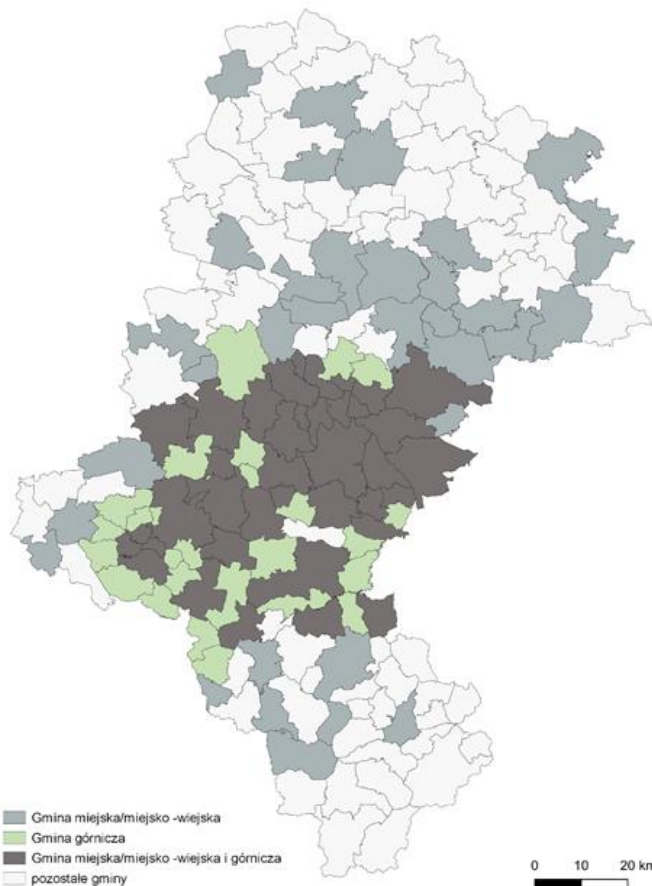 Gmina miejska/miejsko -wiejska
Gmina górnicza
Gmina miejska/miejsko -wiejska i górnicza
pozostałe gminy
0 10 20 km